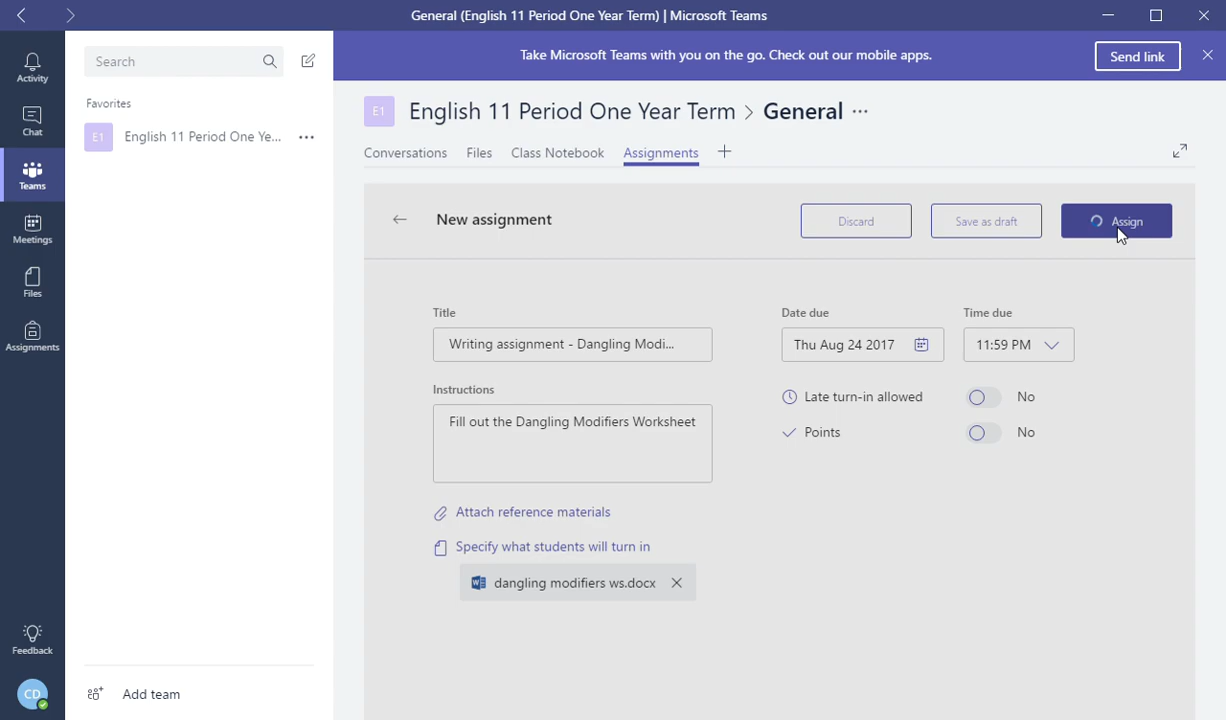 General (English 11 Period One Year Term) | Microsoft Teams
Take Microsoft Teams with you on the go. Check out our mobile apps.
Send link
Activity
Chat
Teams
Meetings
Files
Assignments
Feedback
CD
Search
Favorites
E1 English 11 Period One Ye... ...
Add team
E1 English 11 Period One Year Term > General ...
Conversations Files Class Notebook Assignments +
New assignment
Discard Save as draft Assign
Title
Writing assignment - Dangling Modi...
Instructions
Fill out the Dangling Modifiers Worksheet
Attach reference materials
Specify what students will turn in
dangling modifiers ws.docx
Date due Time due
Thu Aug 24 2017 11:59 PM
Late turn-in allowed No
Points No